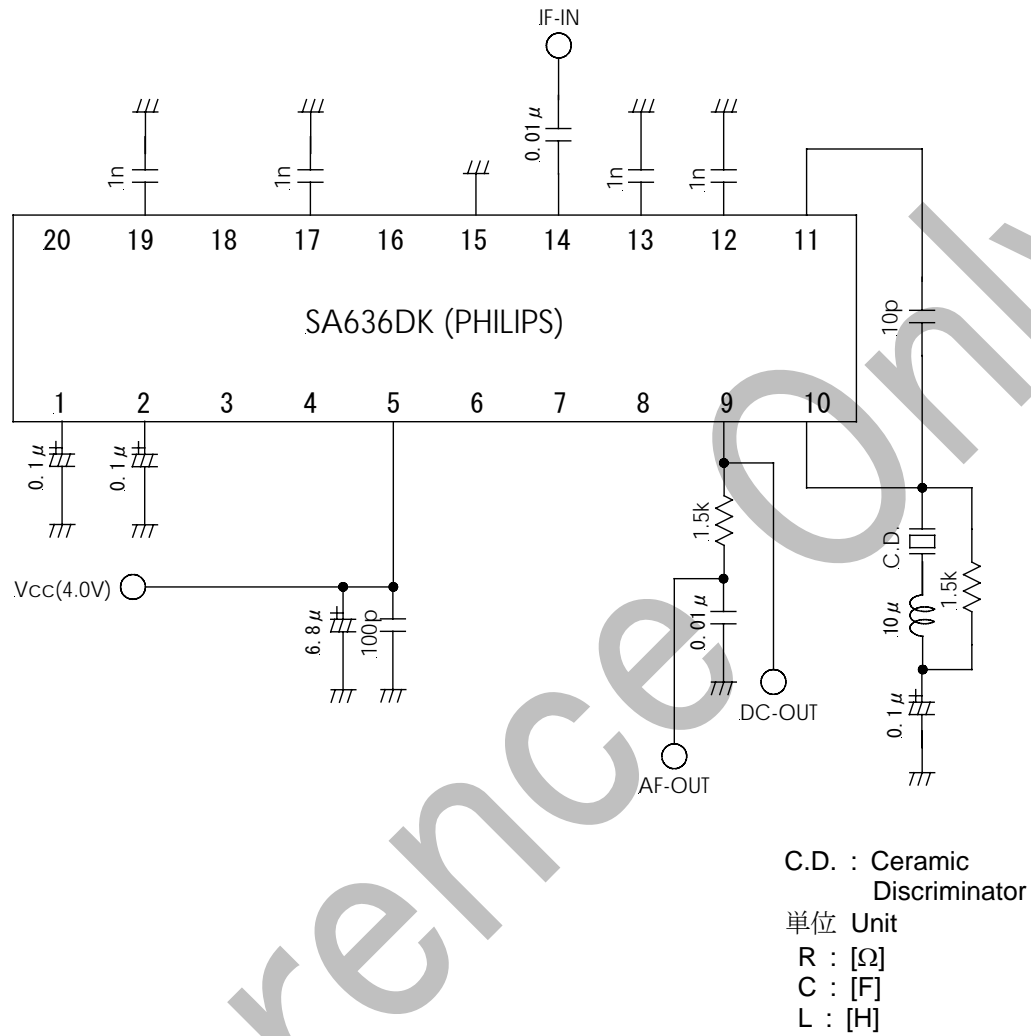 IF-IN
0.01μ
1n
1n
1n
1n
20 19 18 17 16 15 14 13 12 11
SA636DK (PHILIPS)
10p
1 2 3 4 5 6 7 8 9 10
0.1μ
0.1μ
1.5k
C.D.
1.5k
Vcc(4.0V)
6.8μ
100p
0.01μ
10μ
DC-OUT
0.1μ
AF-OUT
C.D. : Ceramic
Discriminator
単位 Unit
R : [Ω]
C : [F]
L : [H]
rence Only